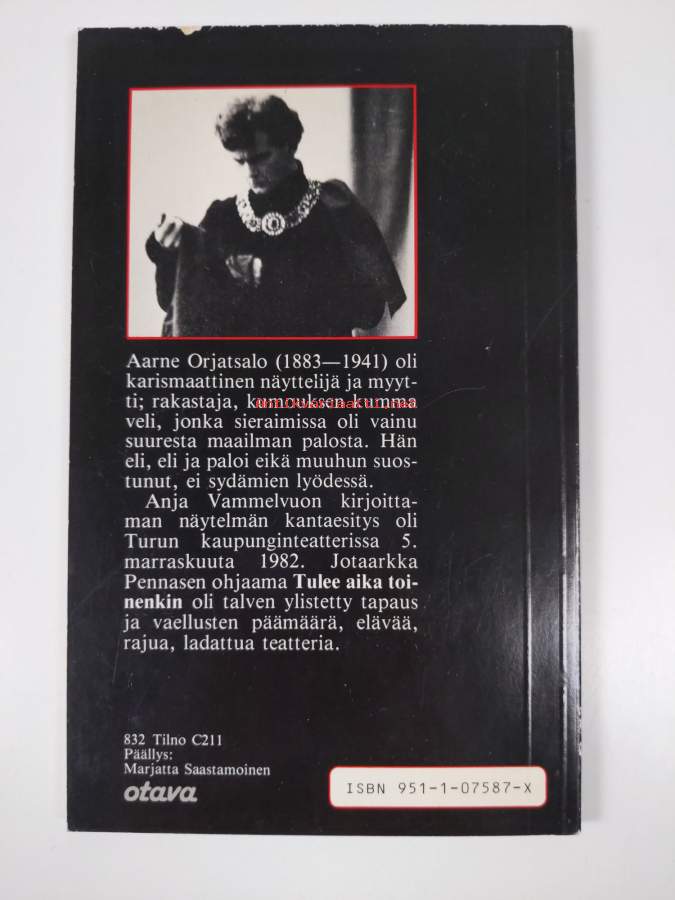 Aarne Orjatsalo (1883—1941) oli
karismaattinen näyttelijä ja myyt-
ti; rakastaja, kumouksen kumma
veli, jonka sieraimissa oli vainu
suuresta maailman palosta. Hän
eli, eli ja paloi eikä muuhun suos-
tunut, ei sydämien lyödessä.
Anja Vammelvuon kirjoitta-
man näytelmän kantaesitys oli
Turun kaupunginteatterissa 5.
marraskuuta 1982. Jotaarkka
Pennasen ohjaama Tulee aika toi-
nenkin oli talven ylistetty tapaus
ja vaellusten päämäärä, elävää,
rajua, ladattua teatteria.
832 Tilno C211
Päällys:
Marjatta Saastamoinen
otava
ISBN 951-1-07587-X